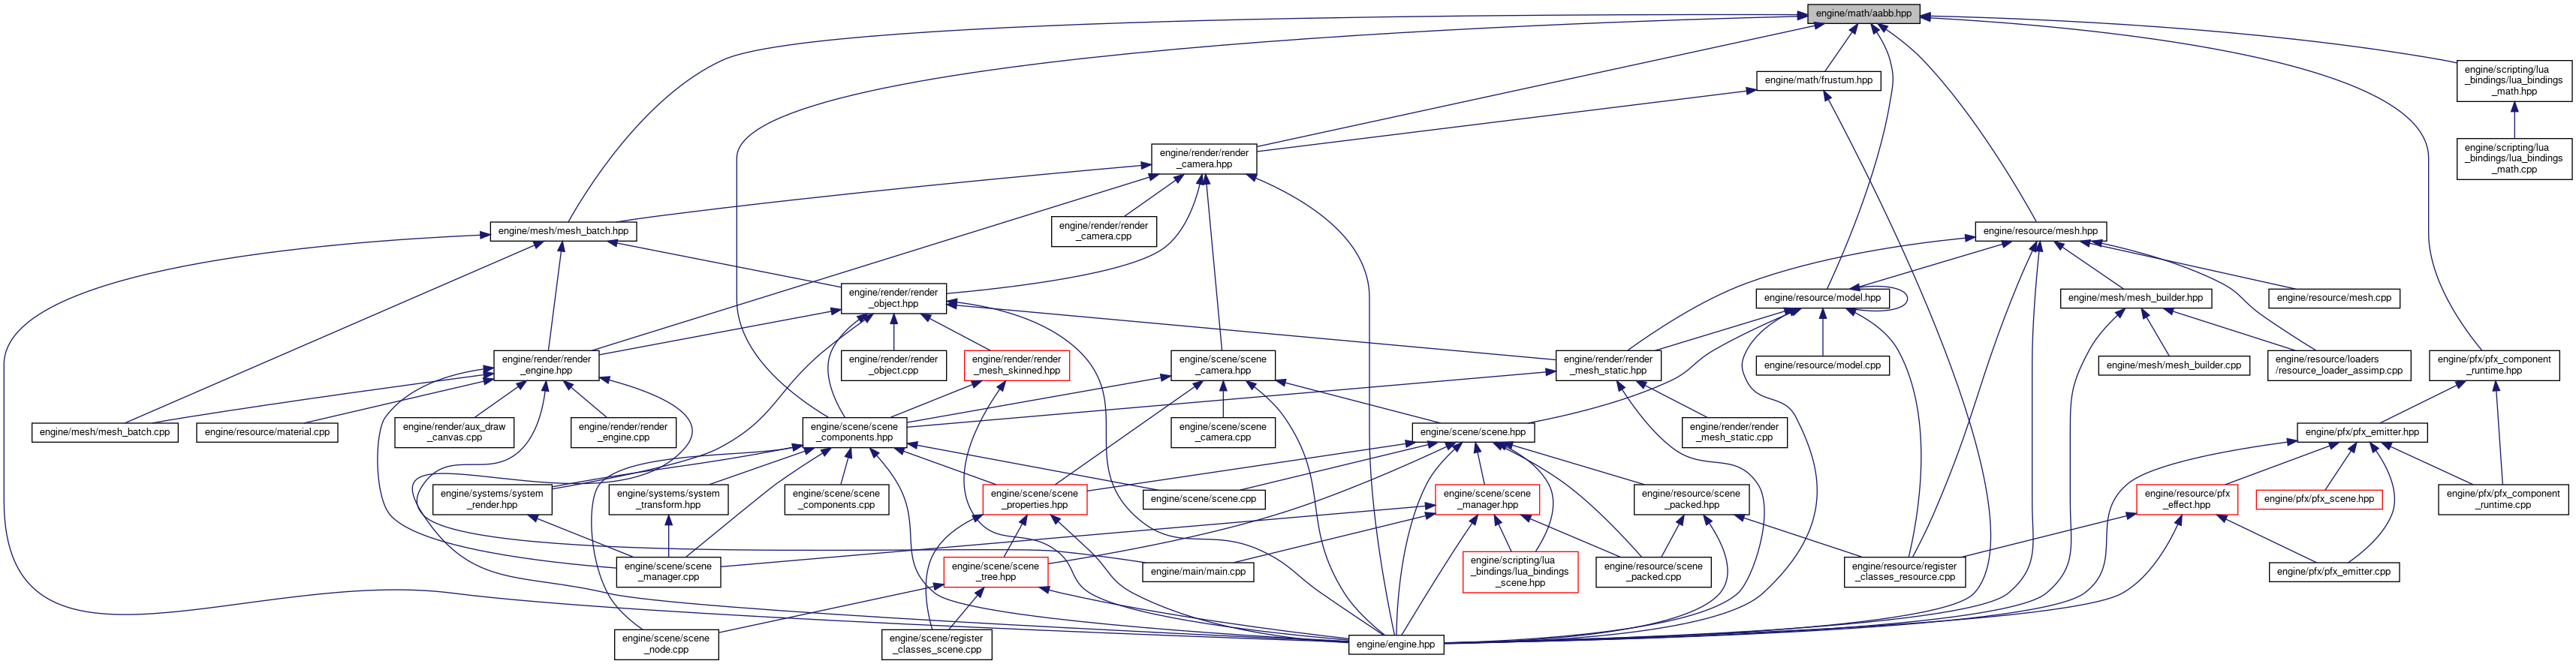 engine/math/aabb.hpp
engine/math/frustum.hpp
engine/scripting/lua
_bindings/lua_bindings
_math.hpp
engine/scripting/lua
_bindings/lua_bindings
_math.cpp
engine/render/render
_camera.hpp
engine/mesh/mesh_batch.hpp
engine/render/render
_camera.cpp
engine/resource/mesh.hpp
engine/render/render
_object.hpp
engine/resource/model.hpp
engine/mesh/mesh_builder.hpp
engine/resource/mesh.cpp
engine/render/render
_engine.hpp
engine/render/render
_object.cpp
engine/render/render
_mesh_skinned.hpp
engine/scene/scene
_camera.hpp
engine/render/render
_mesh_static.hpp
engine/resource/model.cpp
engine/mesh/mesh_builder.cpp
engine/resource/loaders
/resource_loader_assimp.cpp
engine/pfx/pfx_component
_runtime.hpp
engine/mesh/mesh_batch.cpp
engine/resource/material.cpp
engine/render/aux_draw
_canvas.cpp
engine/render/render
_engine.cpp
engine/scene/scene
_components.hpp
engine/scene/scene
_camera.cpp
engine/scene/scene.hpp
engine/render/render
_mesh_static.cpp
engine/pfx/pfx_emitter.hpp
engine/systems/system
_render.hpp
engine/systems/system
_transform.hpp
engine/scene/scene
_components.cpp
engine/scene/scene
_properties.hpp
engine/scene/scene.cpp
engine/scene/scene
_manager.hpp
engine/resource/scene
_packed.hpp
engine/resource/pfx
_effect.hpp
engine/pfx/pfx_scene.hpp
engine/pfx/pfx_component
_runtime.cpp
engine/scene/scene
_manager.cpp
engine/scene/scene
_tree.hpp
engine/main/main.cpp
engine/scripting/lua
_bindings/lua_bindings
_scene.hpp
engine/resource/scene
_packed.cpp
engine/resource/register
_classes_resource.cpp
engine/pfx/pfx_emitter.cpp
engine/scene/scene
_node.cpp
engine/scene/register
_classes_scene.cpp
engine/engine.hpp